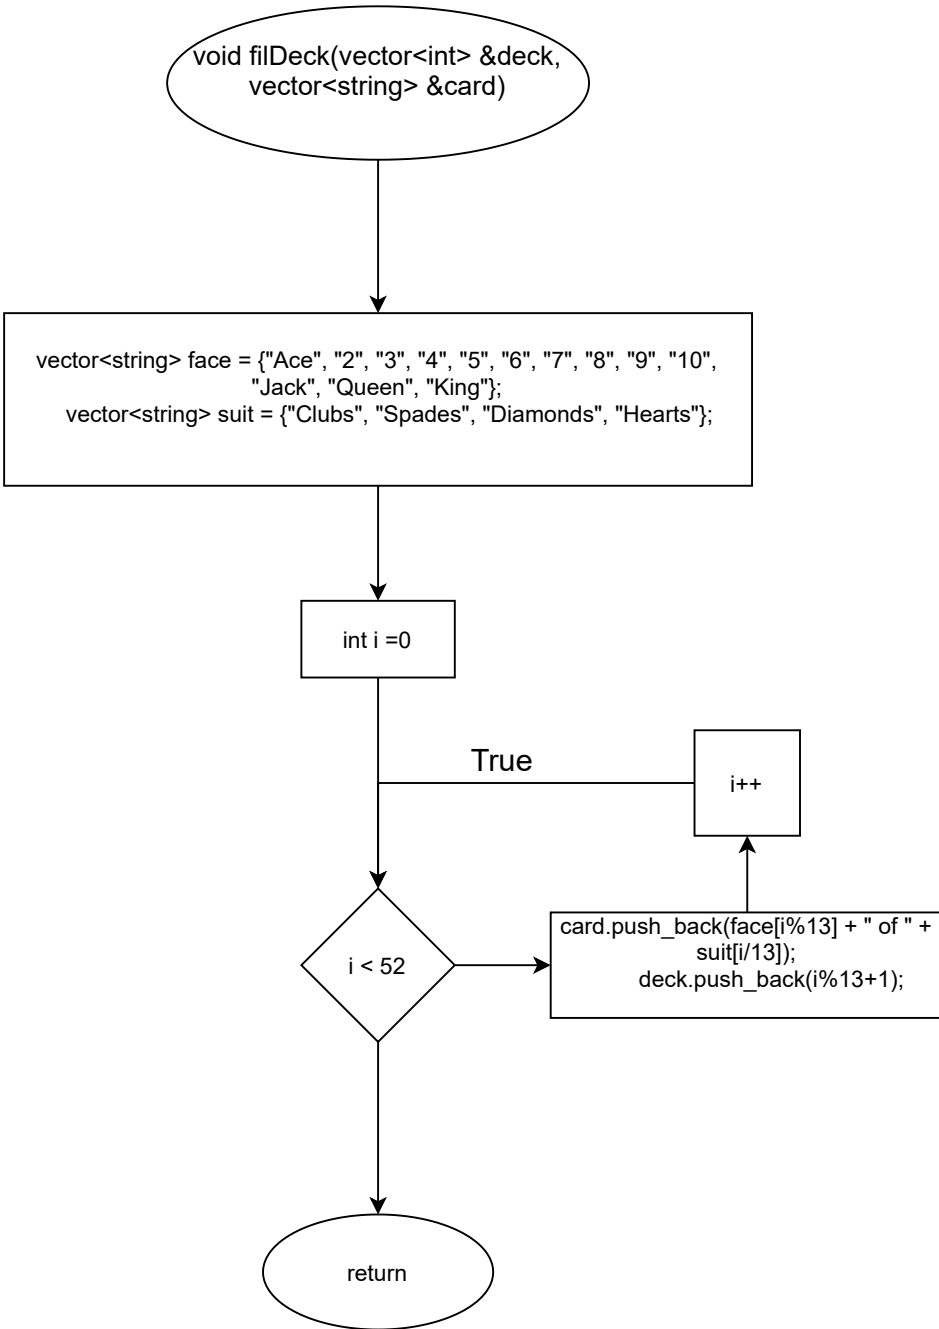 void filDeck(vector<int> &deck,
vector<string> &card)
vector<string> face = {"Ace", "2", "3", "4", "5", "6", "7", "8", "9", "10",
"Jack", "Queen", "King"};
vector<string> suit = {"Clubs", "Spades", "Diamonds", "Hearts"};
int i =0
True
i++
i < 52
card.push_back(face[i%13] + " of " +
suit[i/13]);
deck.push_back(i%13+1);
return